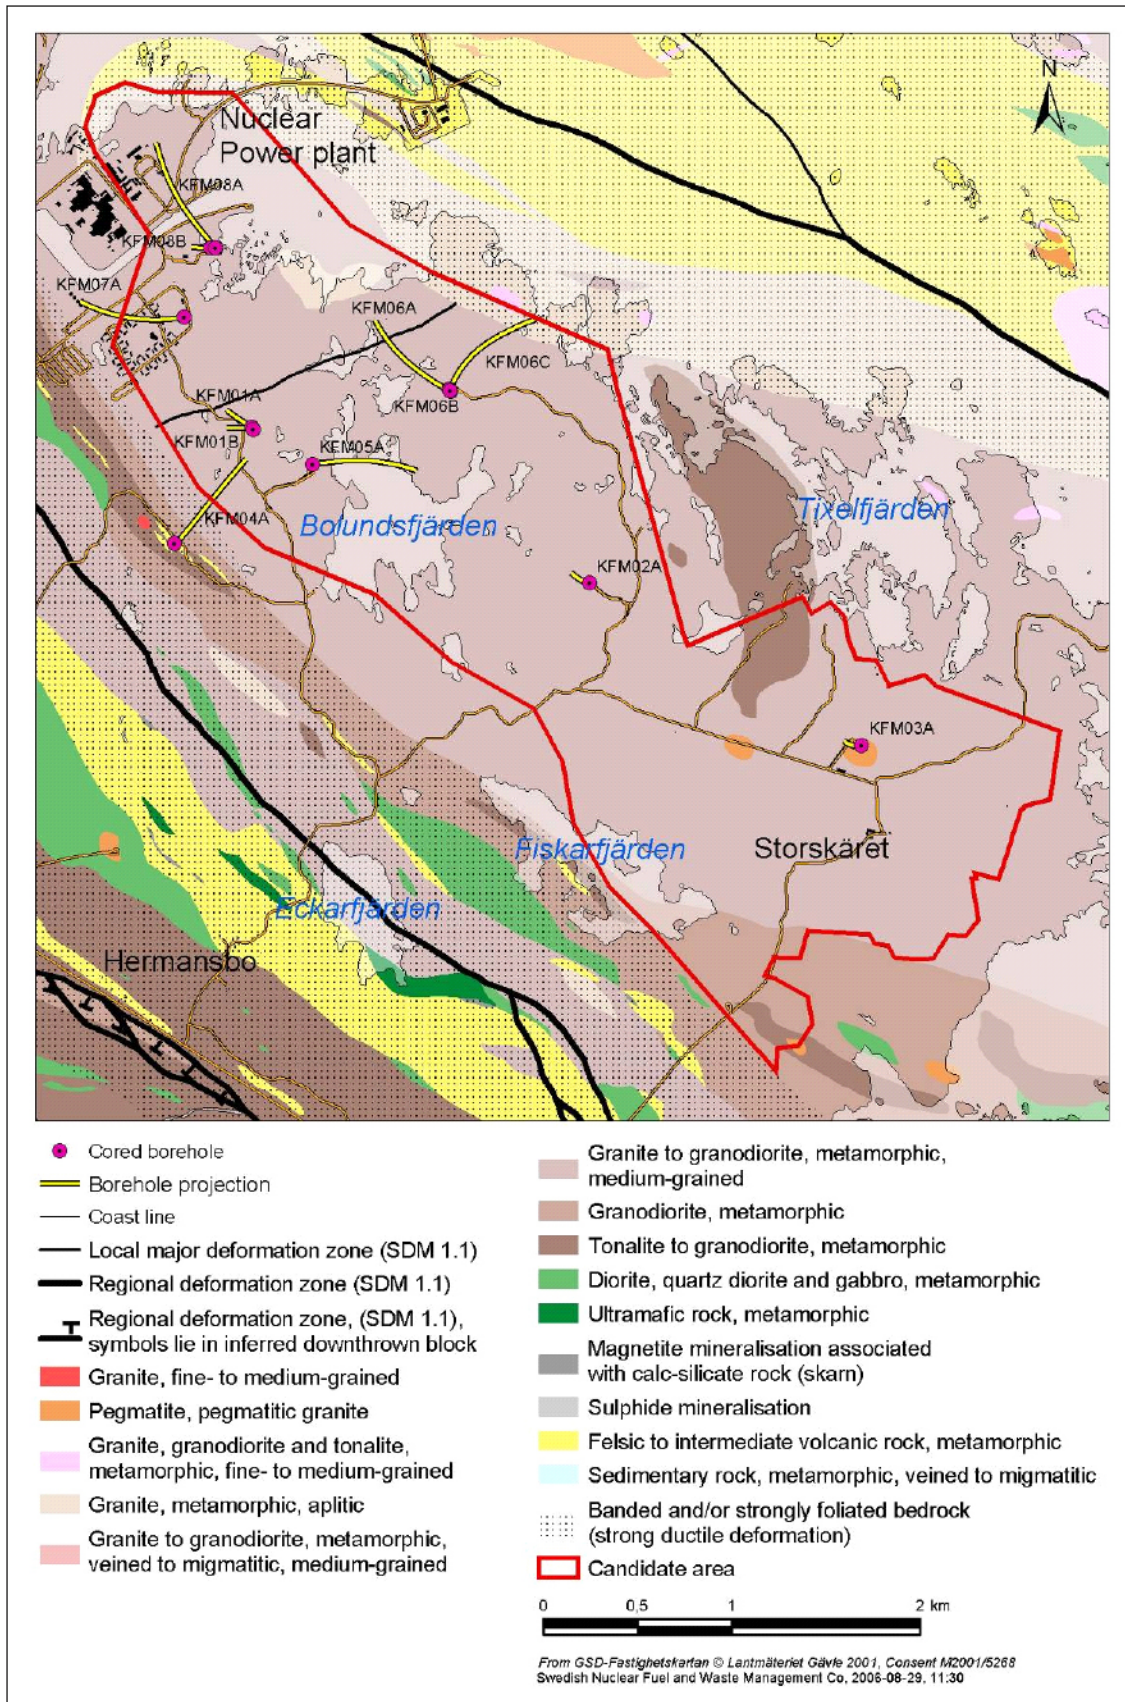 N
Nuclear
Power plant
KFM08A
KFM08B
KFM07A
KFM06A
KFM06C
KFM06B
KFM01A
KFM01B
KFM05A
KFM04A
Bolundsfjärden
Tixelfjärden
KFM02A
KFM03A
Storskäret
Fiskarfjärden
Eckarfjärden
Hermansbo
Cored borehole
Borehole projection
Coast line
Local major deformation zone (SDM 1.1)
Regional deformation zone (SDM 1.1)
Regional deformation zone, (SDM 1.1),
symbols lie in inferred downthrown block
Granite, fine- to medium-grained
Pegmatite, pegmatitic granite
Granite, granodiorite and tonalite,
metamorphic, fine- to medium-grained
Granite, metamorphic, aplitic
Granite to granodiorite, metamorphic,
veined to migmatitic, medium-grained
Granite to granodiorite, metamorphic,
medium-grained
Granodiorite, metamorphic
Tonalite to granodiorite, metamorphic
Diorite, quartz diorite and gabbro, metamorphic
Ultramafic rock, metamorphic
Magnetite mineralisation associated
with calc-silicate rock (skarn)
Sulphide mineralisation
Felsic to intermediate volcanic rock, metamorphic
Sedimentary rock, metamorphic, veined to migmatitic
Banded and/or strongly foliated bedrock
(strong ductile deformation)
Candidate area
0 0,5 1 2 km
From GSD-Fastighetskartan © Lantmäteriet Gävle 2001, Consent M2001/5268
Swedish Nuclear Fuel and Waste Management Co, 2006-08-29, 11:30